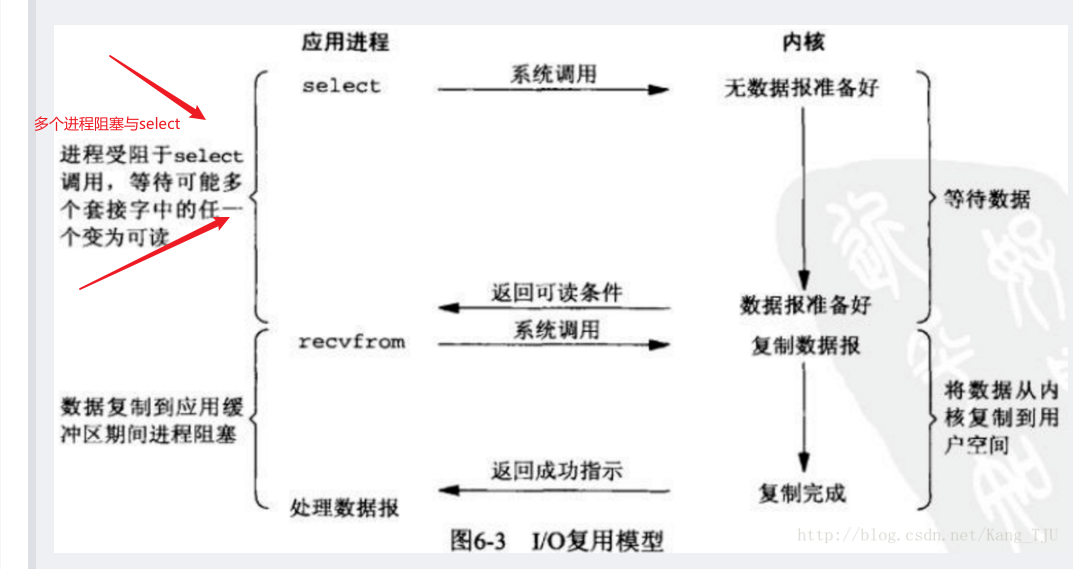 应用进程
内核
select
系统调用
无数据报准备好
多个进程阻塞与select
进程受阻于select
调用，等待可能多
个套接字中的任一
个变为可读
等待数据
返回可读条件
数据报准备好
recvfrom
系统调用
复制数据报
数据复制到应用缓
冲区期间进程阻塞
将数据从内
核复制到用
户空间
返回成功指示
复制完成
处理数据报
图6-3 I/O复用模型
http://blog.csdn.net/Kang_TJU